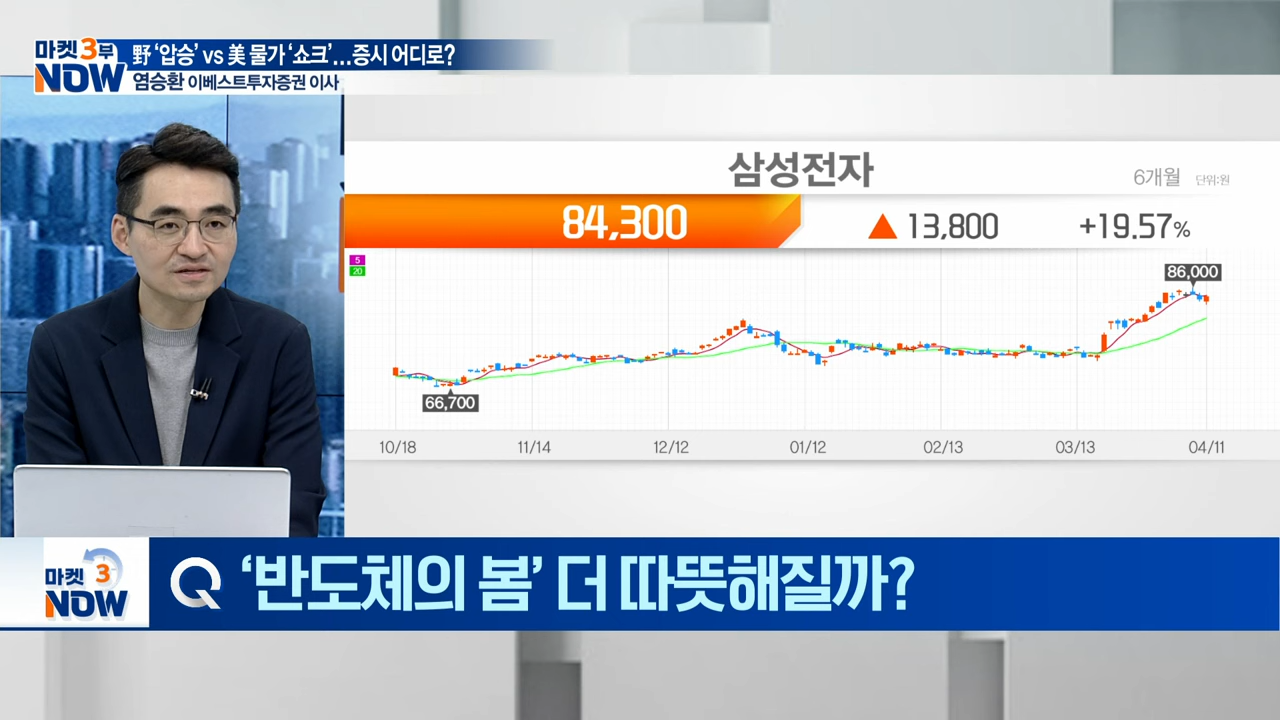 마켓 3부
NOW
野 ‘압승’ vs 美 물가 ‘쇼크’…증시 어디로?
염승환 이베스트투자증권 이사
삼성전자
6개월 단위:원
84,300 ▲ 13,800 +19.57%
5
20
86,000
66,700
10/18 11/14 12/12 01/12 02/13 03/13 04/11
마켓 3
NOW
Q ‘반도체의 봄’ 더 따뜻해질까?